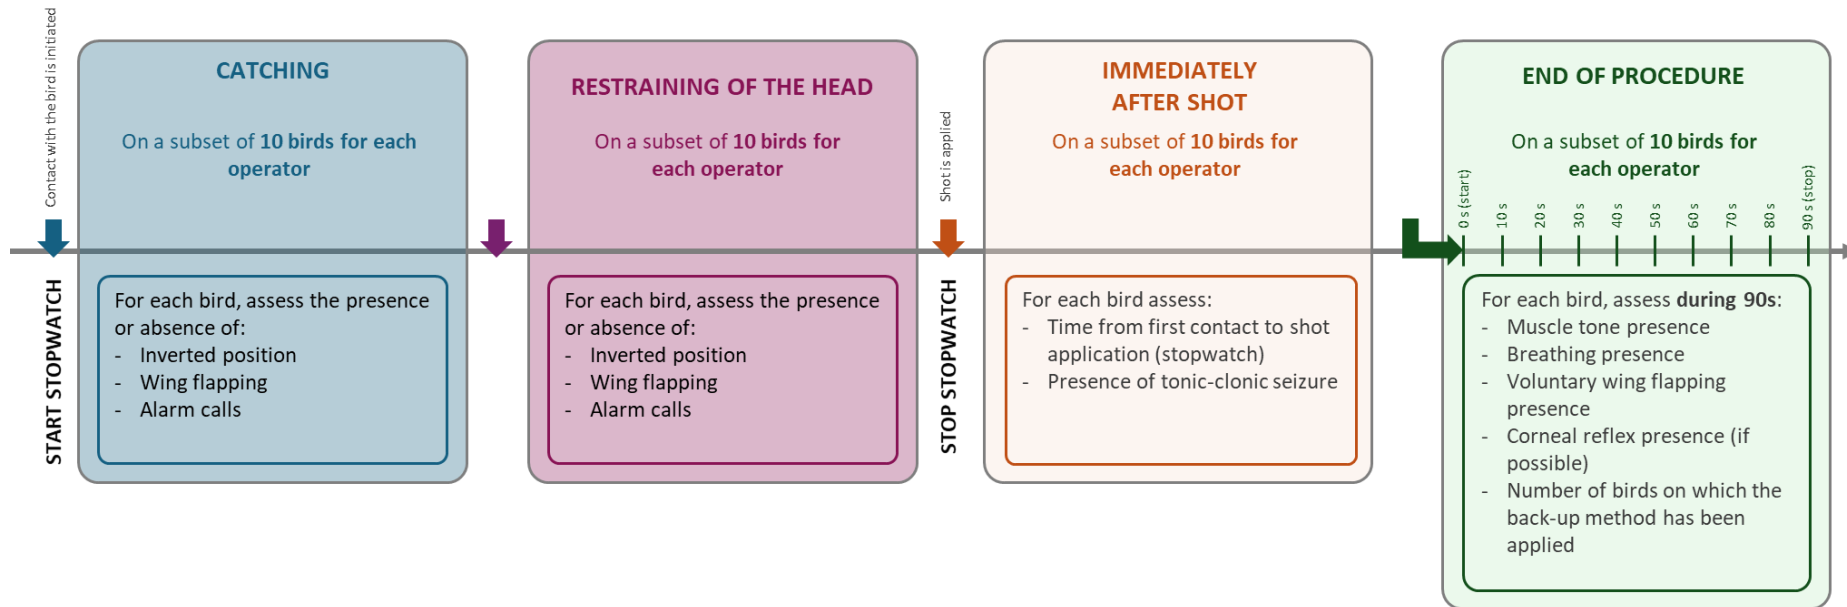 Contact with the bird is initiated
START STOPWATCH
CATCHING
On a subset of 10 birds for each
operator
For each bird, assess the presence
or absence of:
- Inverted position
- Wing flapping
- Alarm calls
RESTRAINING OF THE HEAD
On a subset of 10 birds for
each operator
For each bird, assess the presence
or absence of:
- Inverted position
- Wing flapping
- Alarm calls
Shot is applied
STOP STOPWATCH
IMMEDIATELY
AFTER SHOT
On a subset of 10 birds for
each operator
For each bird assess:
- Time from first contact to shot
application (stopwatch)
- Presence of tonic-clonic seizure
END OF PROCEDURE
On a subset of 10 birds for
each operator
0 s (start)
10 s
20 s
30 s
40 s
50 s
60 s
70 s
80 s
90 s (stop)
For each bird, assess during 90s:
- Muscle tone presence
- Breathing presence
- Voluntary wing flapping
presence
- Corneal reflex presence (if
possible)
- Number of birds on which the
back-up method has been
applied